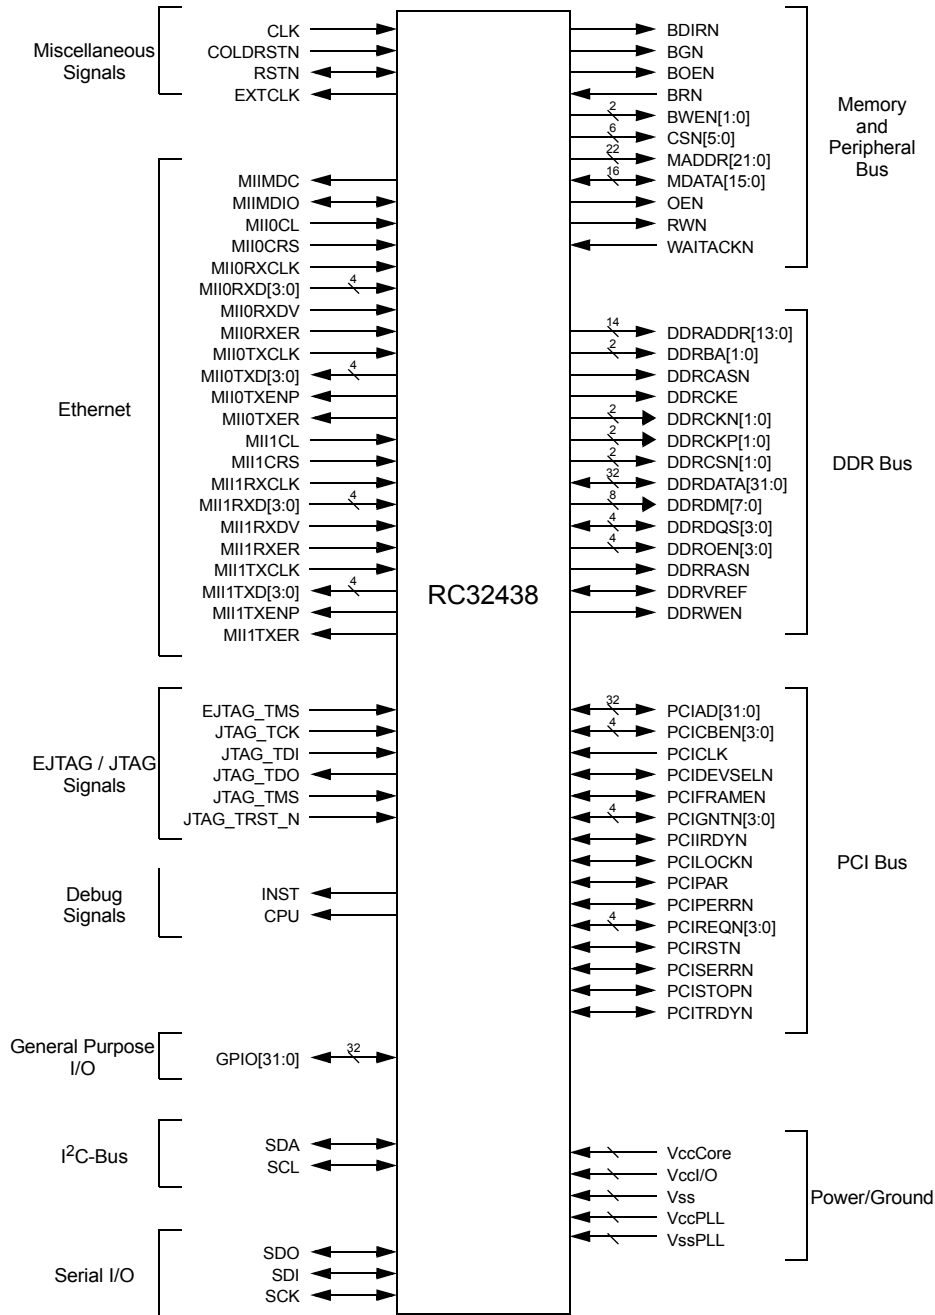 Miscellaneous
Signals
CLK
COLDRSTN
RSTN
EXTCLK
Ethernet
MIIMDC
MIIMDIO
MII0CL
MII0CRS
MII0RXCLK
MII0RXD[3:0]
4
MII0RXDV
MII0RXER
MII0TXCLK
MII0TXD[3:0]
4
MII0TXENP
MII0TXER
MII1CL
MII1CRS
MII1RXCLK
MII1RXD[3:0]
4
MII1RXDV
MII1RXER
MII1TXCLK
MII1TXD[3:0]
4
MII1TXENP
MII1TXER
EJTAG / JTAG
Signals
EJTAG_TMS
JTAG_TCK
JTAG_TDI
JTAG_TDO
JTAG_TMS
JTAG_TRST_N
Debug
Signals
INST
CPU
General Purpose
I/O
GPIO[31:0]
32
I2C-Bus
SDA
SCL
Serial I/O
SDO
SDI
SCK
RC32438
BDIRN
BGN
BOEN
BRN
2
BWEN[1:0]
6
CSN[5:0]
22
MADDR[21:0]
16
MDATA[15:0]
OEN
RWN
WAITACKN
Memory
and
Peripheral
Bus
14
DDRADDR[13:0]
2
DDRBA[1:0]
DDRCASN
DDRCKE
2
DDRCKN[1:0]
2
DDRCKP[1:0]
2
DDRCSN[1:0]
32
DDRDATA[31:0]
8
DDRDM[7:0]
4
DDRDQS[3:0]
4
DDROEN[3:0]
DDRRASN
DDRVREF
DDRWEN
DDR Bus
32
PCIAD[31:0]
4
PCICBEN[3:0]
PCICLK
PCIDEVSELN
PCIFRAMEN
4
PCIGNTN[3:0]
PCIIRDYN
PCILOCKN
PCIPAR
PCIPERRN
4
PCIREQN[3:0]
PCIRSTN
PCISERRN
PCISTOPN
PCITRDYN
PCI Bus
VccCore
VccI/O
Vss
VccPLL
VssPLL
Power/Ground